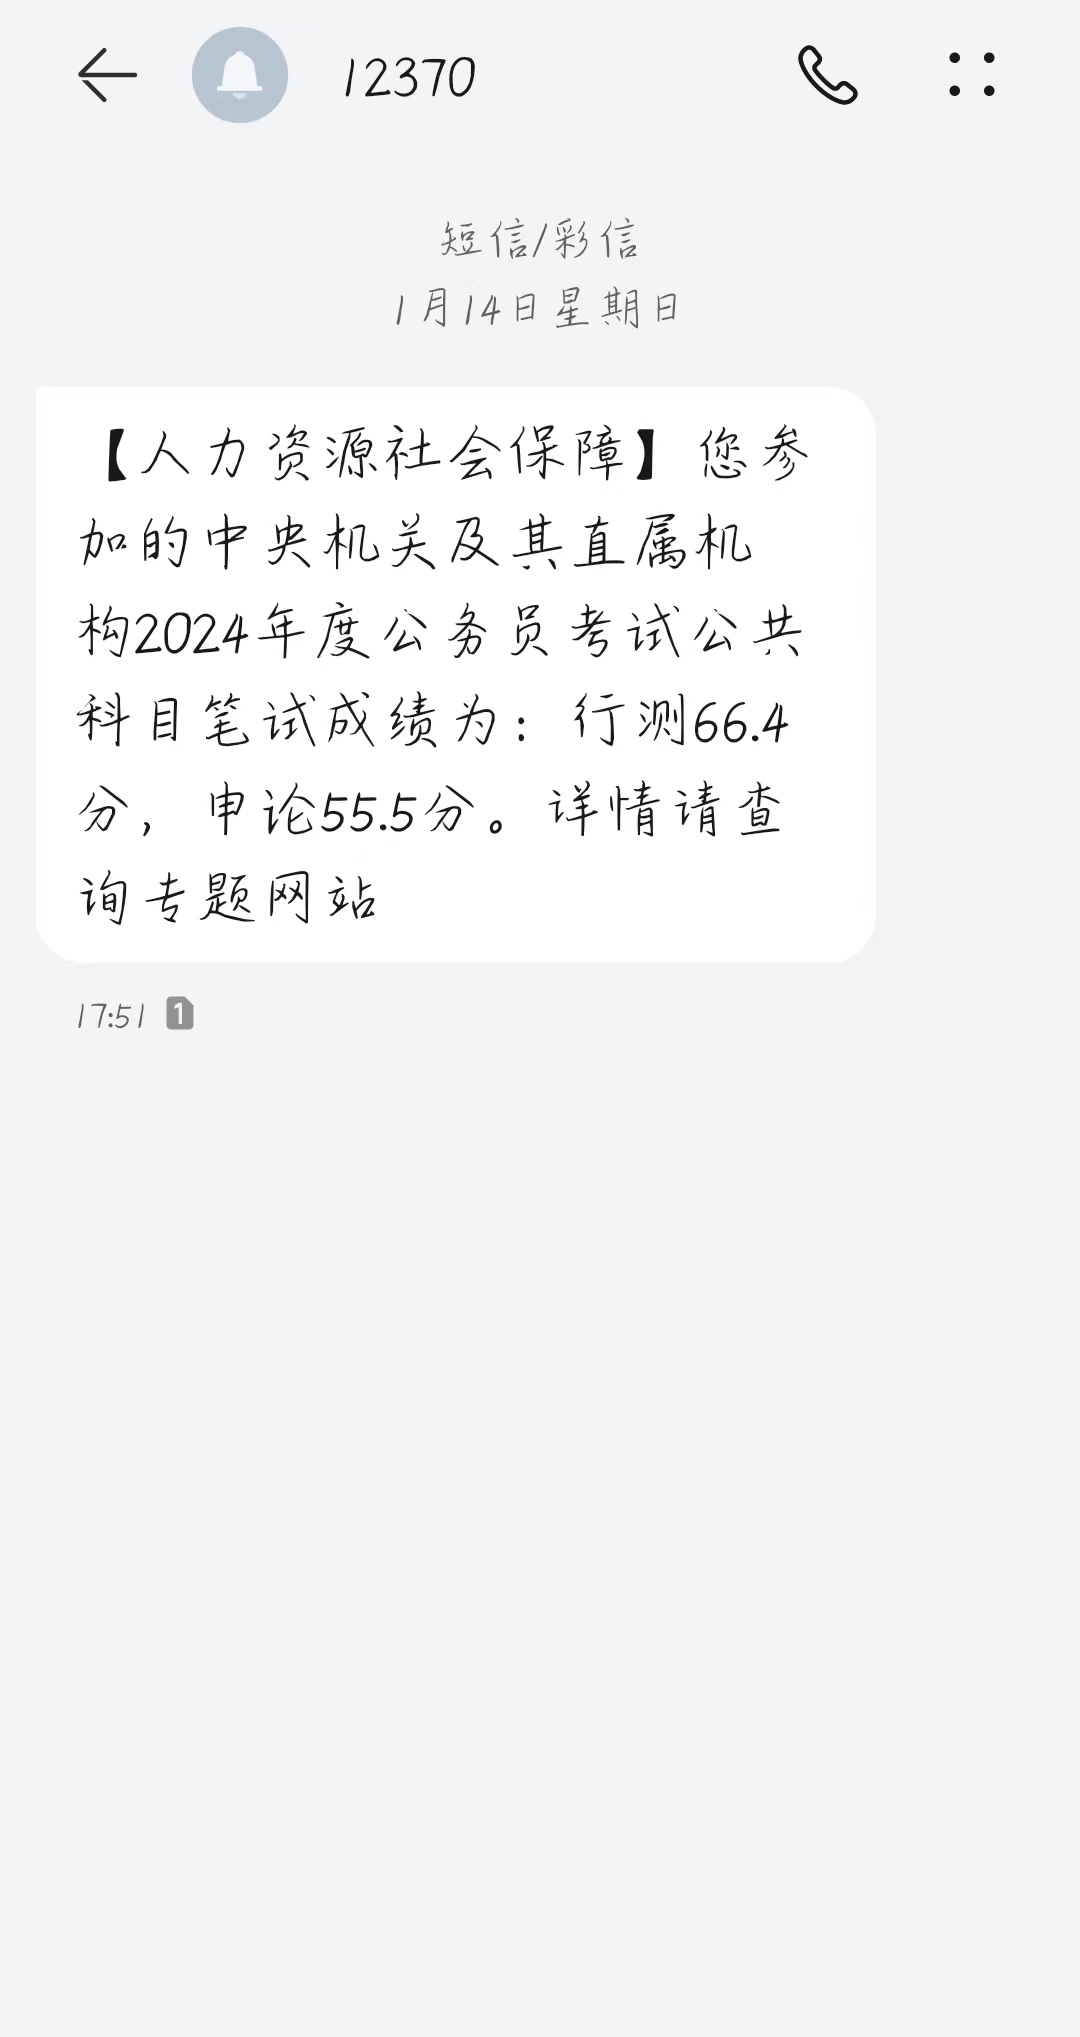 12370
短信/彩信
1月14日星期日
【人力资源社会保障】您参
加的中央机关及其直属机
构2024年度公务员考试公共
科目笔试成绩为：行测66.4
分，申论55.5分。详情请查
询专题网站
17:51 1